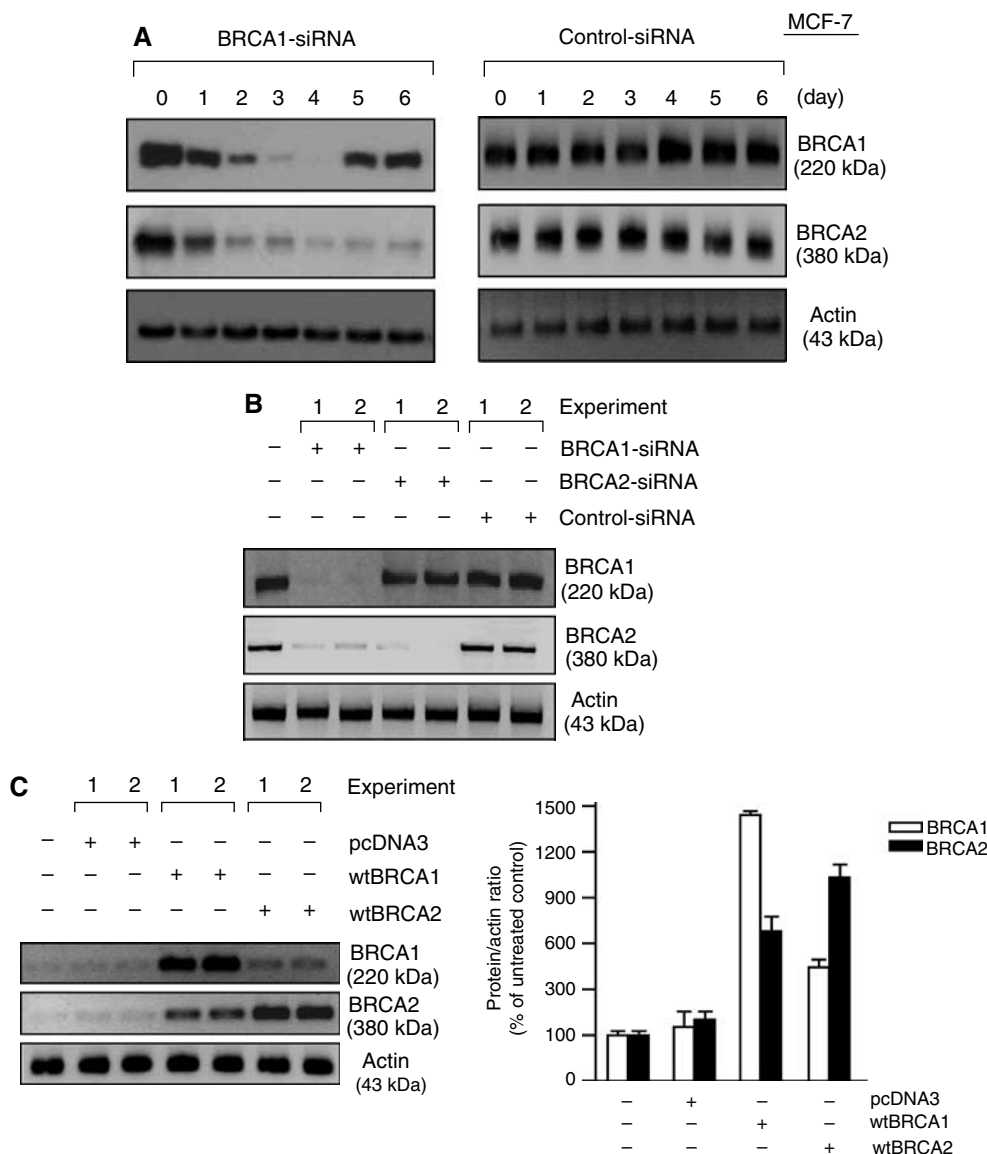 A
BRCA1-siRNA
Control-siRNA
MCF-7
0 1 2 3 4 5 6
0 1 2 3 4 5 6 (day)
BRCA1
(220 kDa)
BRCA2
(380 kDa)
Actin
(43 kDa)
B
1 2 1 2 1 2 Experiment
– + + – – – – BRCA1-siRNA
– – – + + – – BRCA2-siRNA
– – – – – + + Control-siRNA
BRCA1
(220 kDa)
BRCA2
(380 kDa)
Actin
(43 kDa)
C
1 2 1 2 1 2 Experiment
– + + – – – – pcDNA3
– – – + + – – wtBRCA1
– – – – – + + wtBRCA2
BRCA1
(220 kDa)
BRCA2
(380 kDa)
Actin
(43 kDa)
Protein/actin ratio
(% of untreated control)
1500
1200
900
600
300
100
0
BRCA1
BRCA2
– + – – pcDNA3
– – + – wtBRCA1
– – – + wtBRCA2